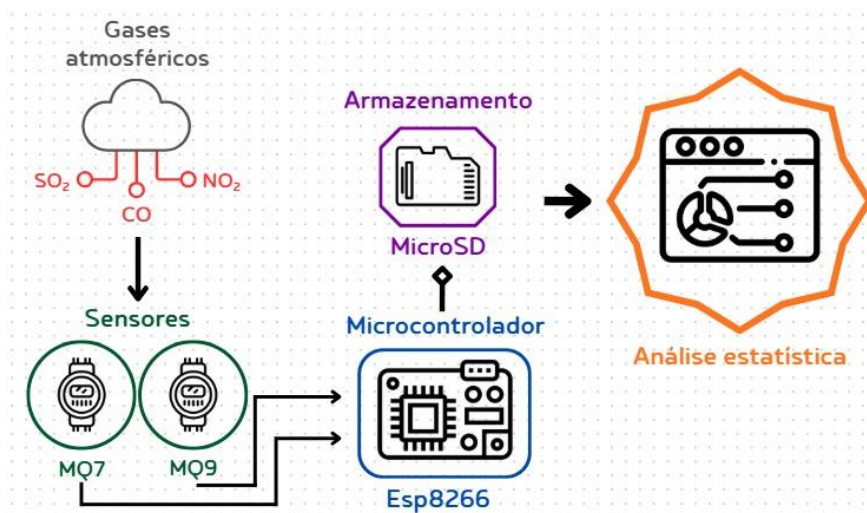 Gases
atmosféricos
SO₂
NO₂
CO
Sensores
MQ7
MQ9
Armazenamento
MicroSD
Microcontrolador
Esp8266
Análise estatística